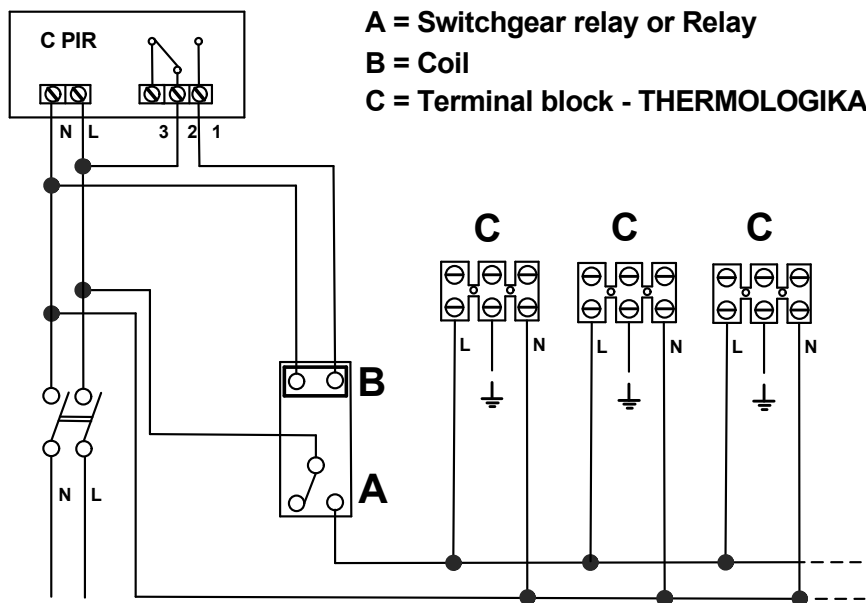 A = Switchgear relay or Relay
C PIR
B = Coil
C = Terminal block - THERMOLOGIKA
N L 3 2 1
C C C
L N L N L N
B
A
N L